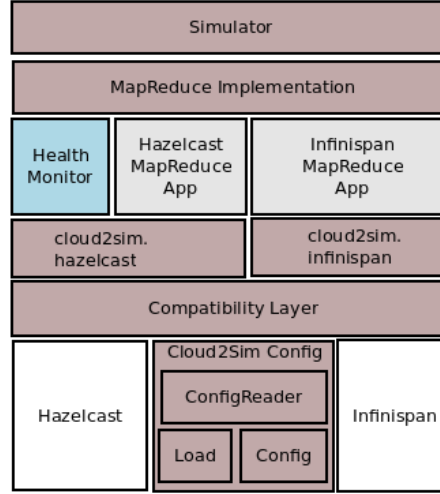 Simulator
MapReduce Implementation
Health
Monitor
Hazelcast
MapReduce
App
Infinispan
MapReduce
App
cloud2sim.
hazelcast
cloud2sim.
infinispan
Compatibility Layer
Hazelcast
Cloud2Sim Config
ConfigReader
Load
Config
Infinispan